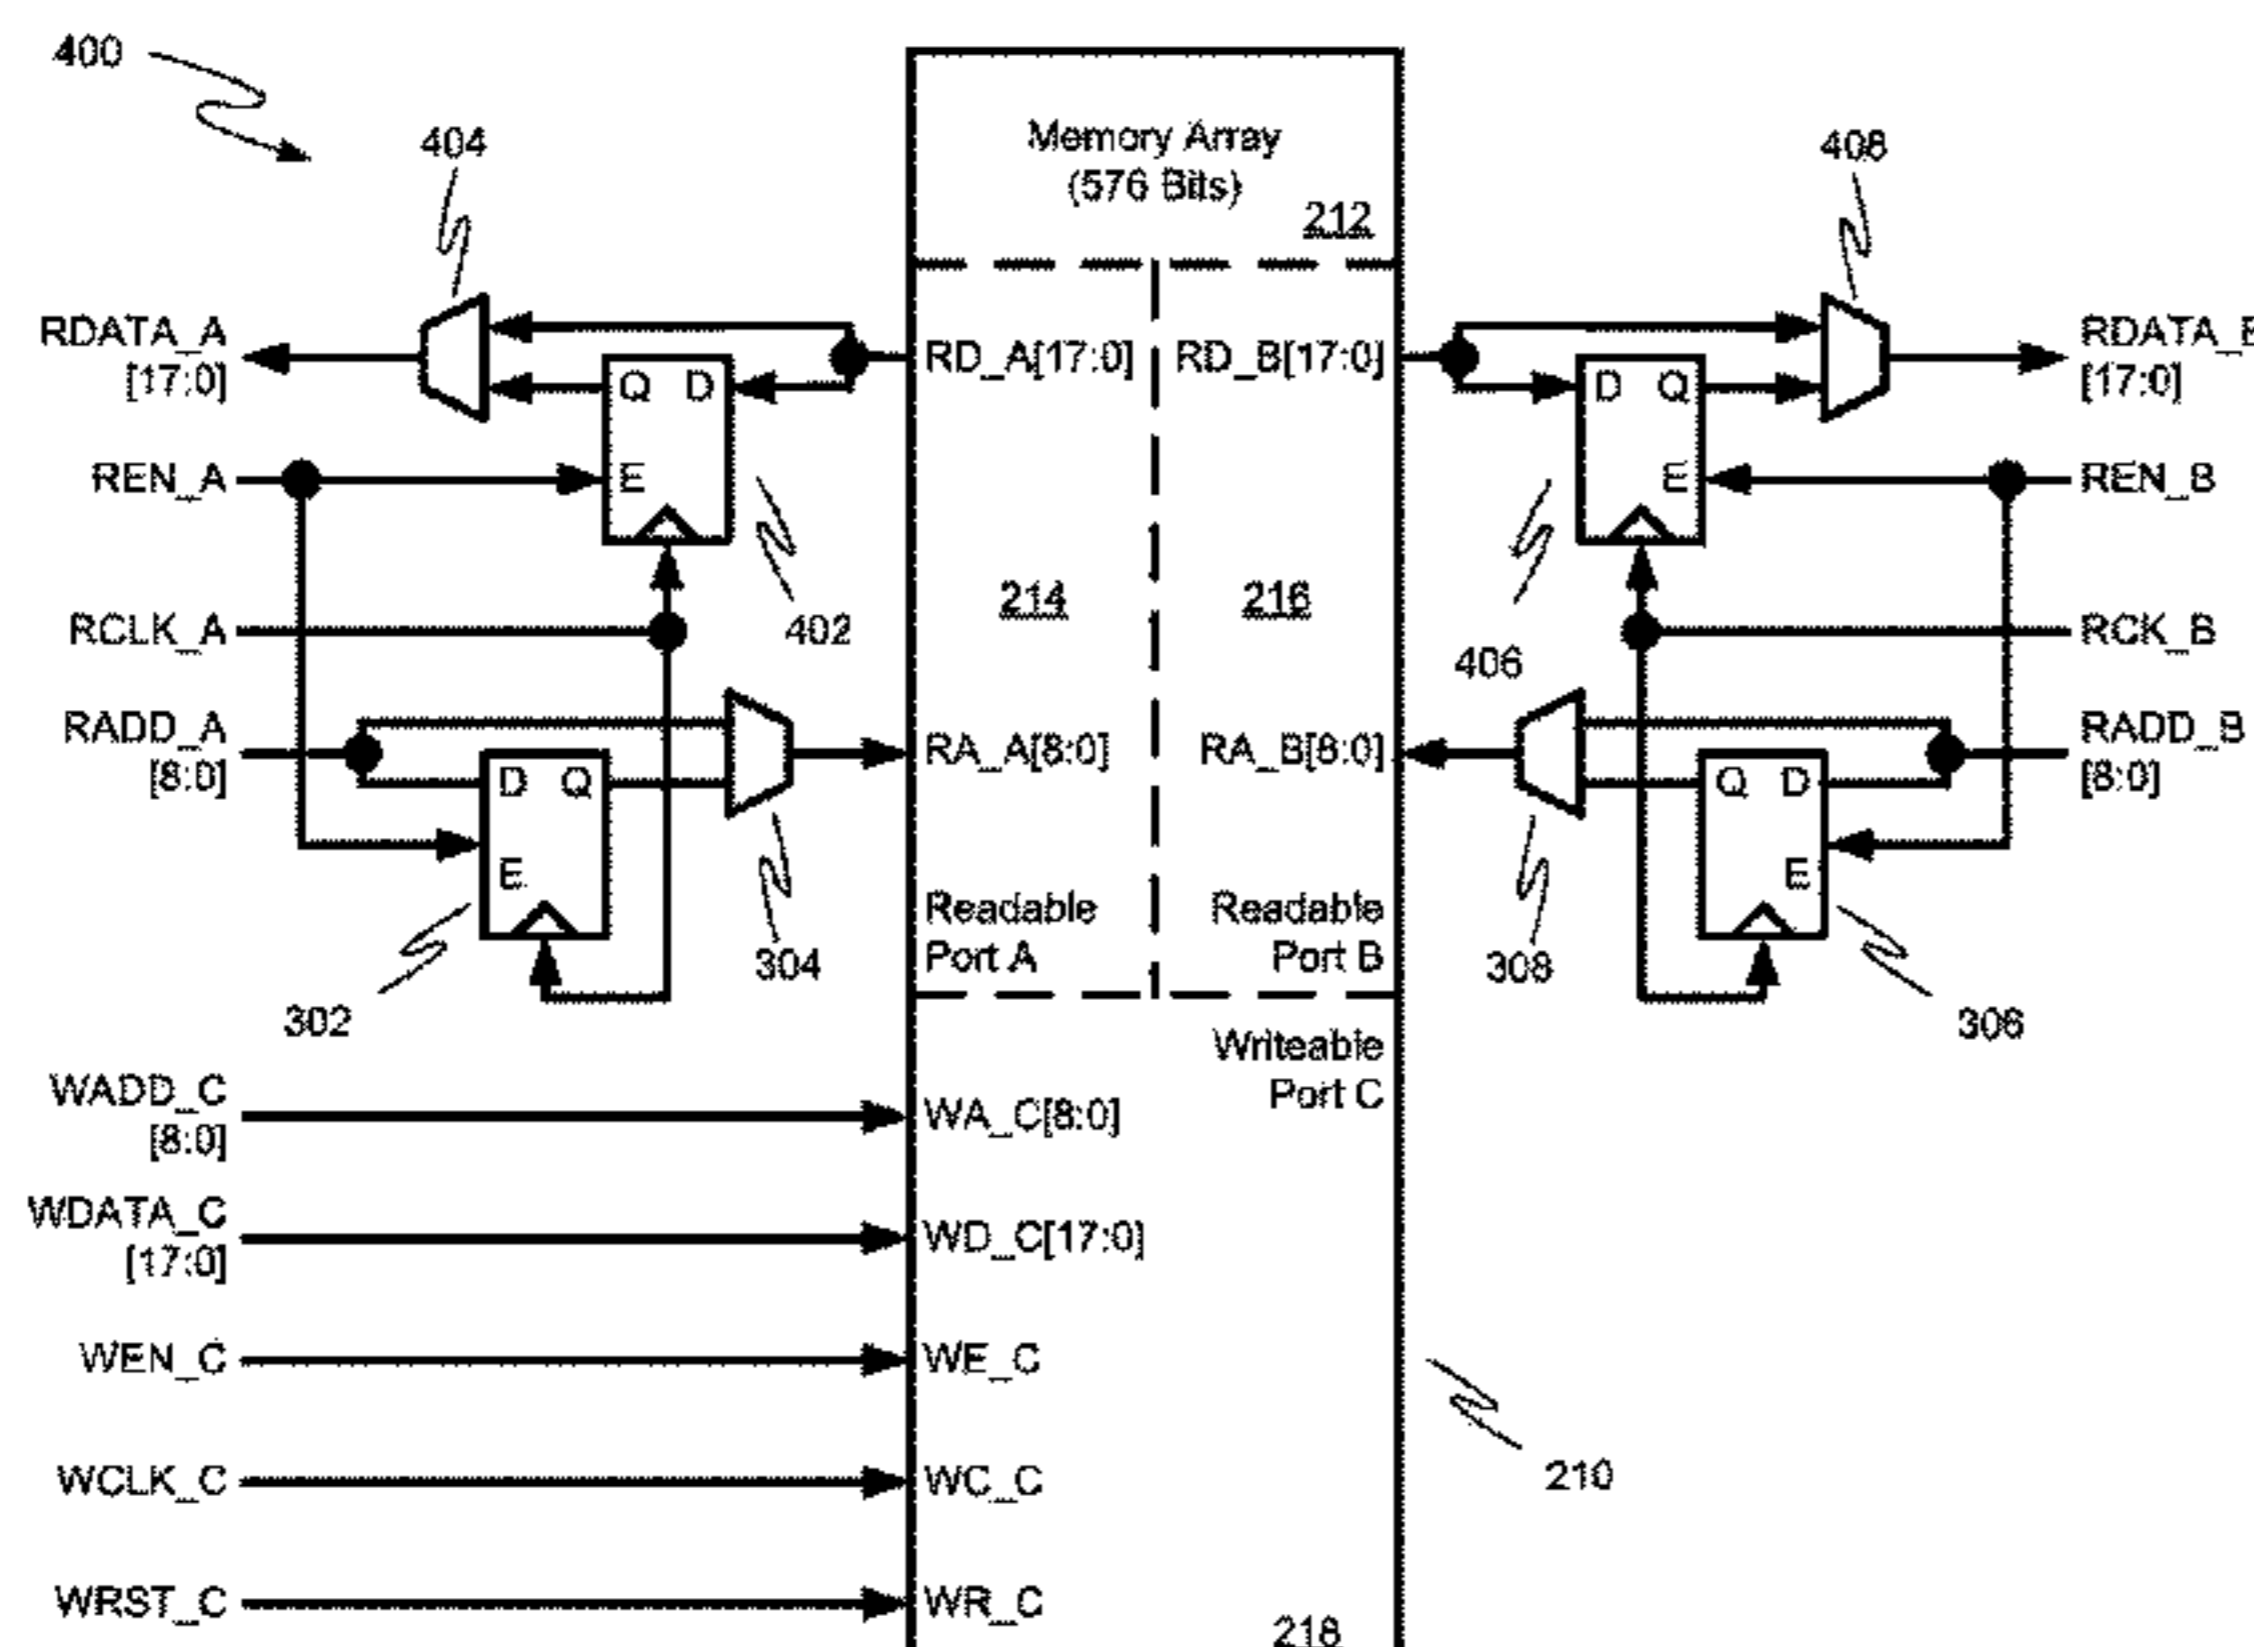 400
404
Memory Array
(576 Bits)
212
408
RDATA_A
[17:0]
RD_A[17:0]
RD_B[17:0]
RDATA_B
[17:0]
Q D
D Q
REN_A
E
E
REN_B
214
216
RCLK_A
402
406
RCK_B
RADD_A
[8:0]
RA_A[8:0]
RA_B[8:0]
RADD_B
[8:0]
D Q
Q D
E
E
Readable
Port A
Readable
Port B
304
308
302
306
Writeable
Port C
WADD_C
[8:0]
WA_C[8:0]
WDATA_C
[17:0]
WD_C[17:0]
WEN_C
WE_C
210
WCLK_C
WC_C
WRST_C
WR_C
218